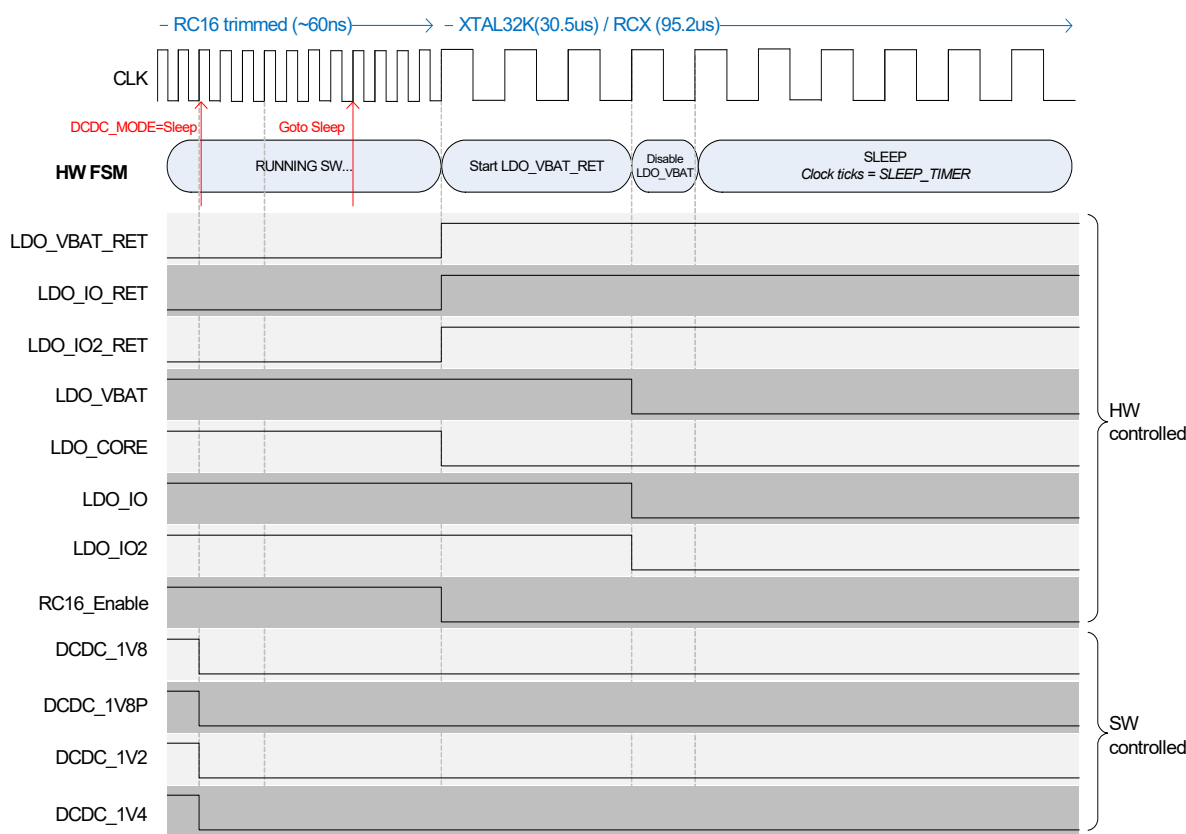 RC16 trimmed (~60ns)
XTAL32K(30.5us) / RCX (95.2us)
CLK
DCDC_MODE=Sleep
Goto Sleep
HW FSM
RUNNING SW...
Start LDO_VBAT_RET
Disable
LDO_VBAT
SLEEP
Clock ticks = SLEEP_TIMER
LDO_VBAT_RET
LDO_IO_RET
LDO_IO2_RET
LDO_VBAT
LDO_CORE
LDO_IO
LDO_IO2
RC16_Enable
HW
controlled
DCDC_1V8
DCDC_1V8P
DCDC_1V2
DCDC_1V4
SW
controlled